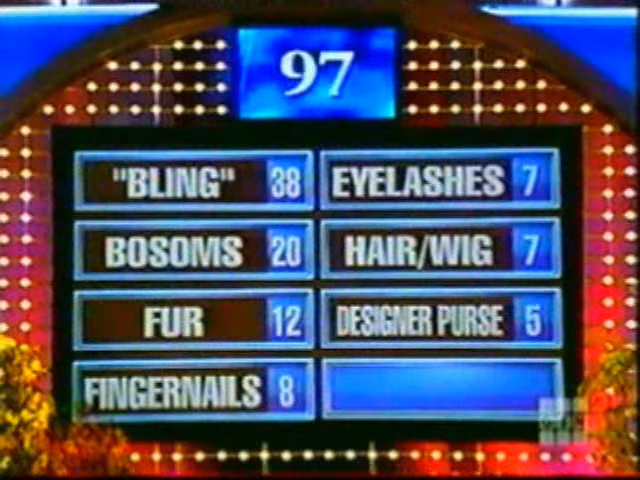 97
"BLING" 38
BOSOMS 20
FUR 12
FINGERNAILS 8
EYELASHES 7
HAIR/WIG 7
DESIGNER PURSE 5